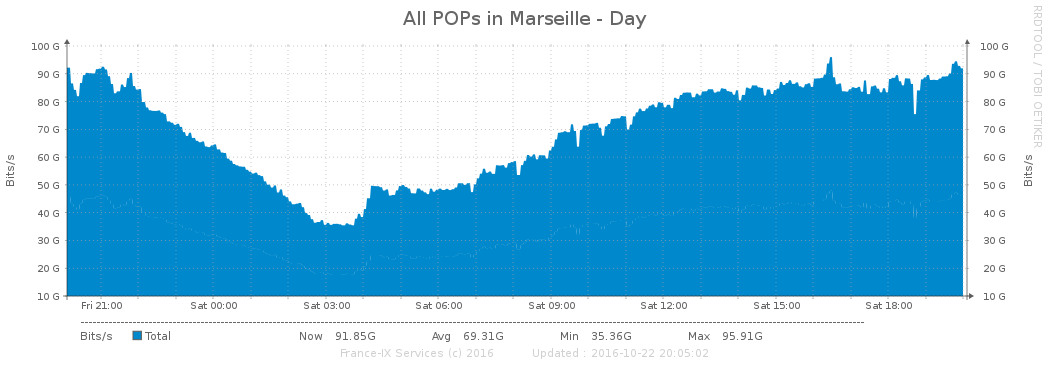 All POPs in Marseille - Day
RRDTOOL / TOBI OETIKER
Bits/s
100 G
90 G
80 G
70 G
60 G
50 G
40 G
30 G
20 G
10 G
100 G
90 G
80 G
70 G
60 G
50 G
40 G
30 G
20 G
10 G
Bits/s
Fri 21:00 Sat 00:00 Sat 03:00 Sat 06:00 Sat 09:00 Sat 12:00 Sat 15:00 Sat 18:00
Bits/s Total Now 91.85G Avg 69.31G Min 35.36G Max 95.91G
France-IX Services (c) 2016 Updated : 2016-10-22 20:05:02